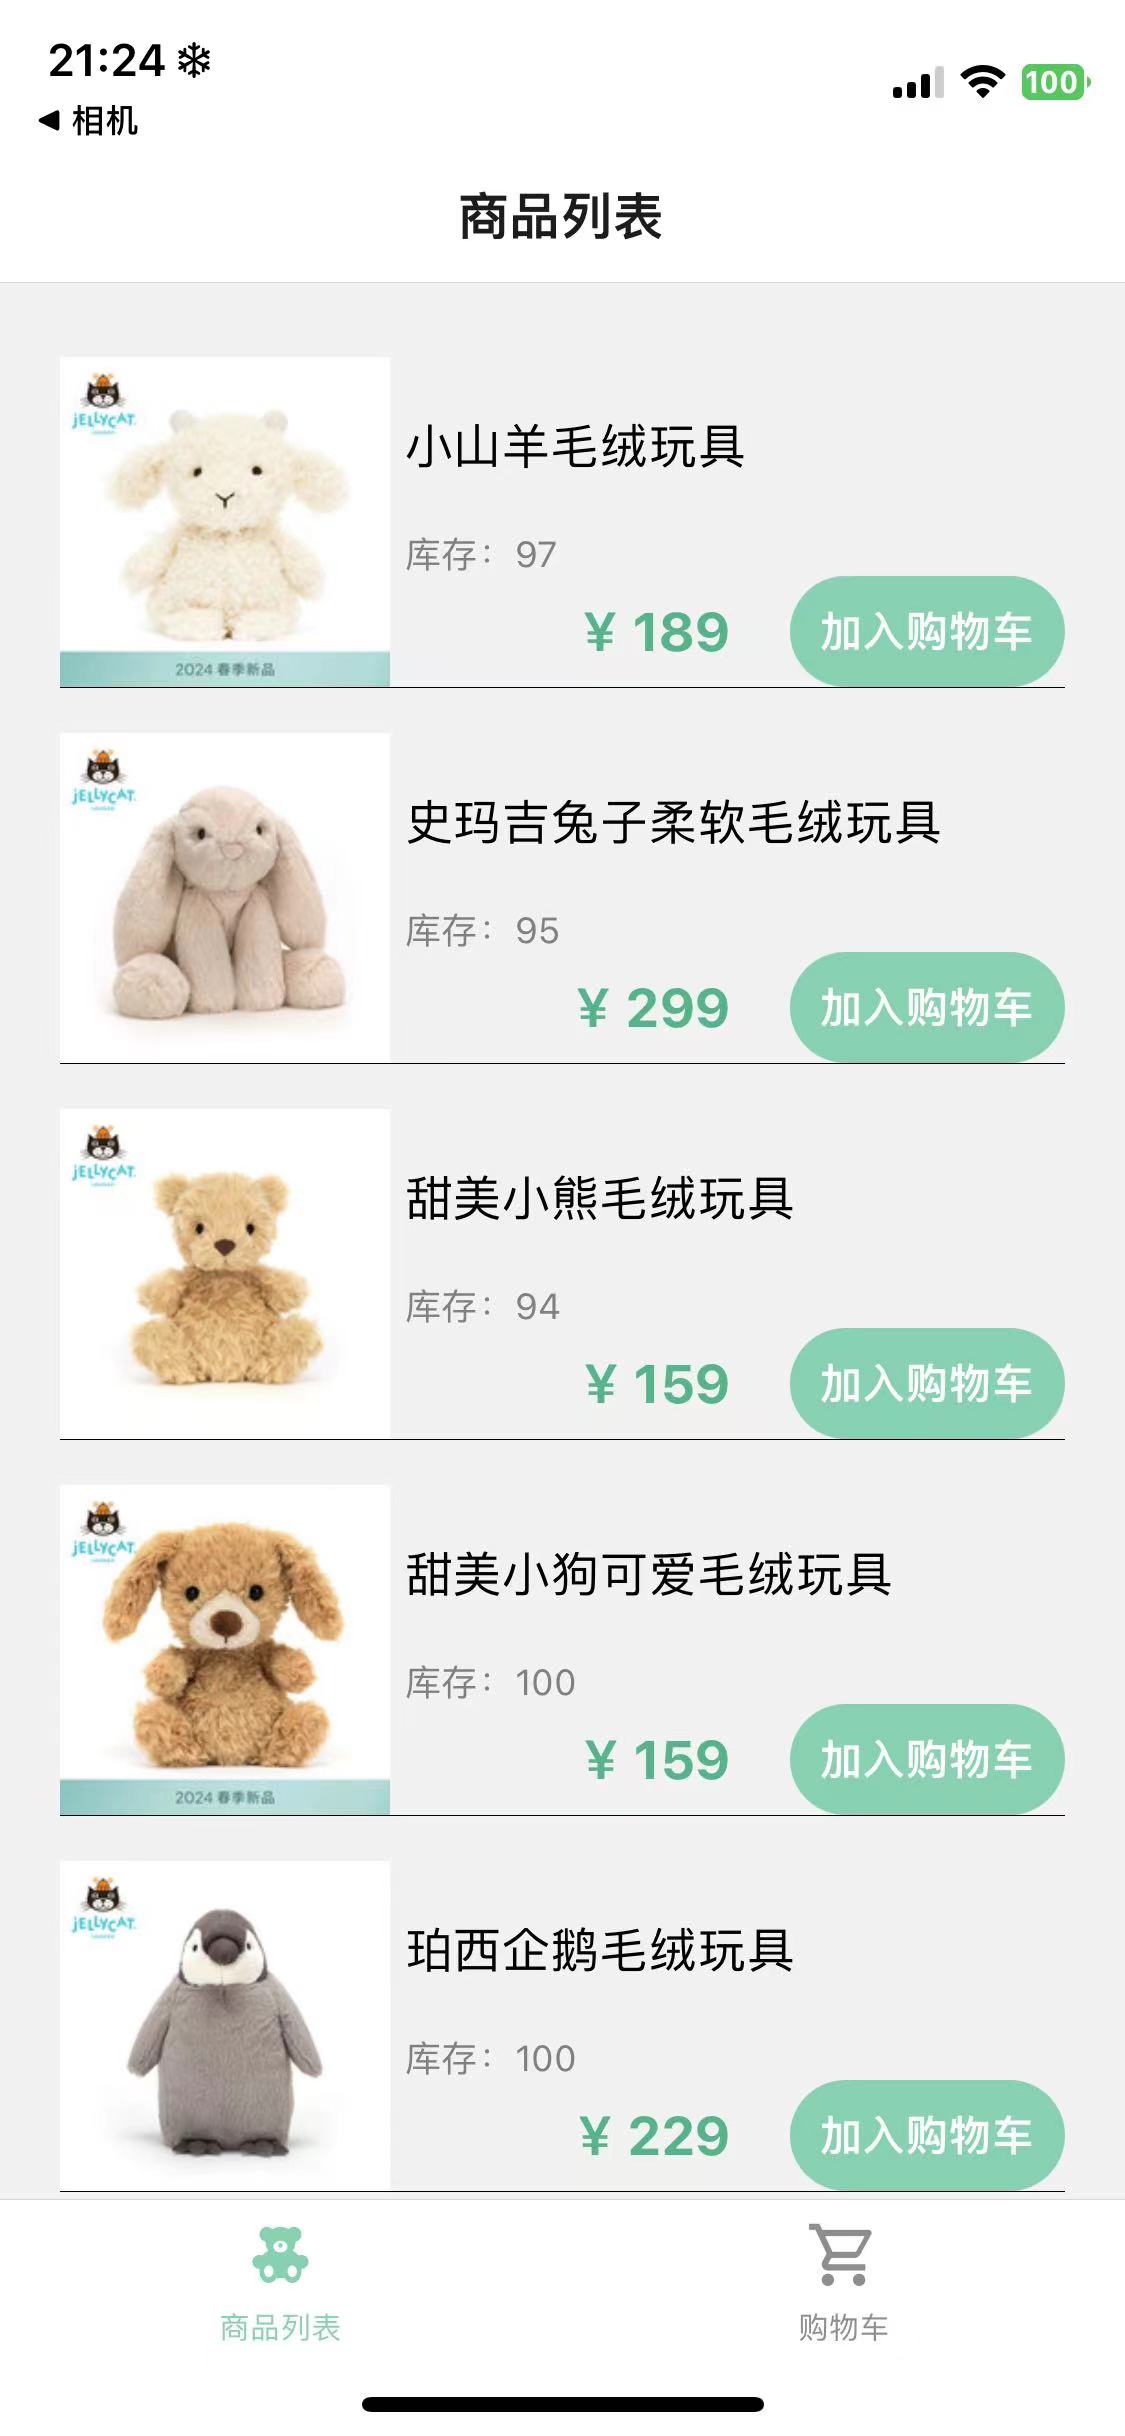 21:24
100
相机
商品列表
JELLYCAT
小山羊毛绒玩具
库存：97
¥ 189
加入购物车
2024 春季新品
JELLYCAT
史玛吉兔子柔软毛绒玩具
库存：95
¥ 299
加入购物车
JELLYCAT
甜美小熊毛绒玩具
库存：94
¥ 159
加入购物车
JELLYCAT
甜美小狗可爱毛绒玩具
库存：100
¥ 159
加入购物车
2024 春季新品
JELLYCAT
珀西企鹅毛绒玩具
库存：100
¥ 229
加入购物车
商品列表
购物车